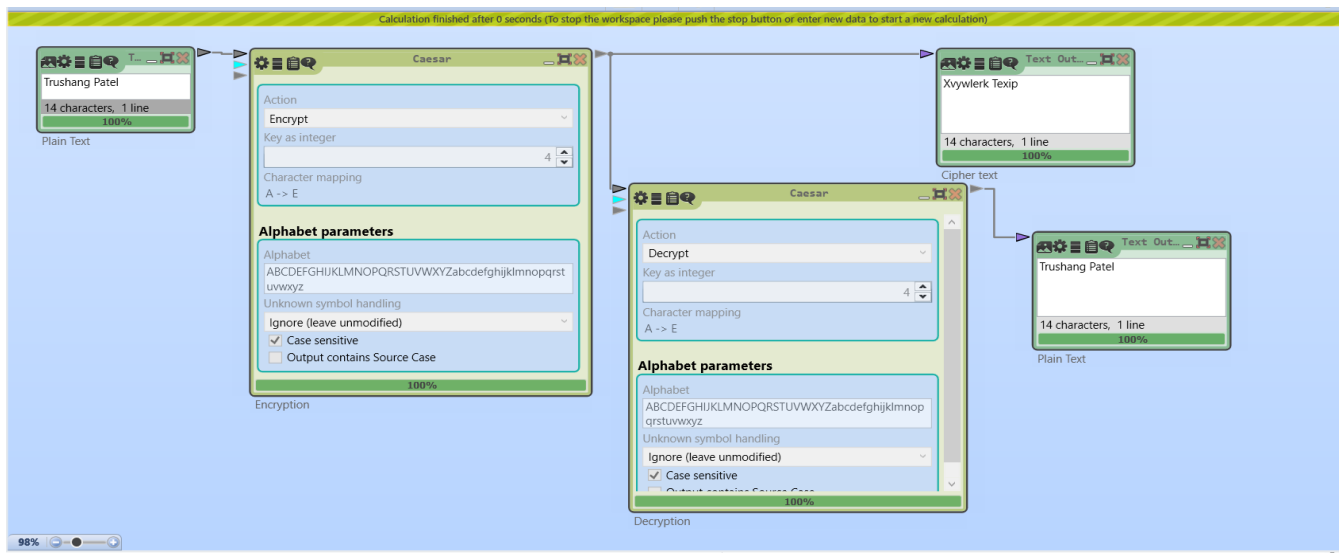 Calculation finished after 0 seconds (To stop the workspace please push the stop button or enter new data to start a new calculation)
T...
Trushang Patel
14 characters, 1 line
100%
Plain Text
Caesar
Action
Encrypt
Key as integer
4
Character mapping
A -> E
Alphabet parameters
Alphabet
ABCDEFGHIJKLMNOPQRSTUVWXYZabcdefghijklmnopqrst
uvwxyz
Unknown symbol handling
Ignore (leave unmodified)
Case sensitive
Output contains Source Case
100%
Encryption
Text Out...
Xvywlerk Texip
14 characters, 1 line
100%
Cipher text
Caesar
Action
Decrypt
Key as integer
4
Character mapping
A -> E
Alphabet parameters
Alphabet
ABCDEFGHIJKLMNOPQRSTUVWXYZabcdefghijklmnop
qrstuvwxyz
Unknown symbol handling
Ignore (leave unmodified)
Case sensitive
Output contains Source Case
100%
Decryption
Text Out...
Trushang Patel
14 characters, 1 line
100%
Plain Text
98%